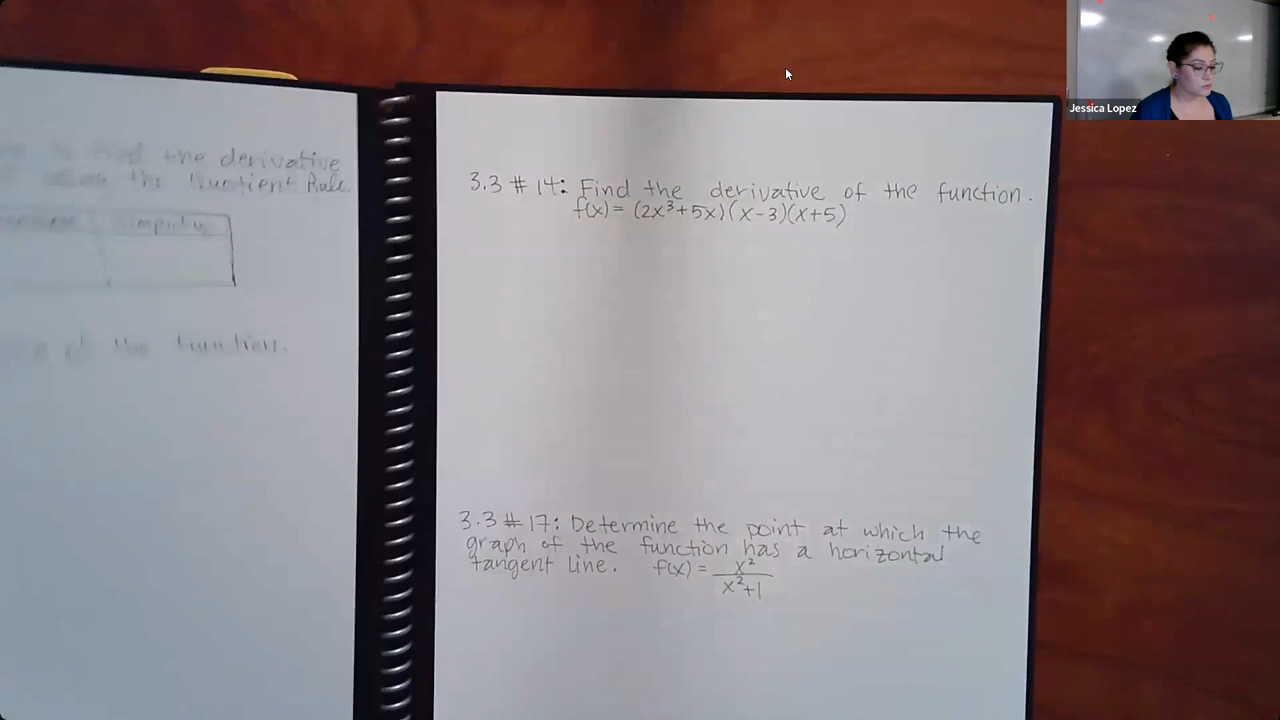 the derivative
the Quotient Rule.
simplify
of the function.
3.3 # 14: Find the derivative of the function.
f(x) = (2x³+5x)(x-3)(x+5)
3.3 # 17: Determine the point at which the
graph of the function has a horizontal
tangent line. f(x) = x²
x²+1
Jessica Lopez